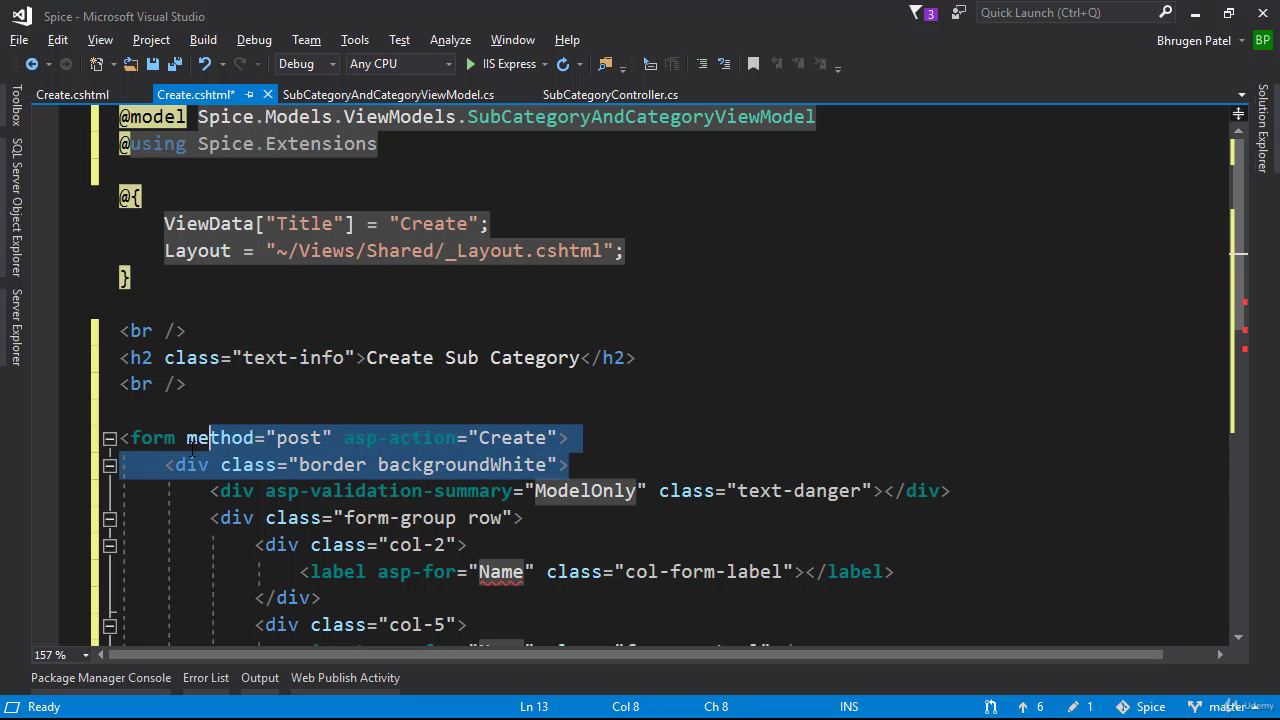 Spice - Microsoft Visual Studio
3
Quick Launch (Ctrl+Q)
File Edit View Project Build Debug Team Tools Test Analyze Window Help
Bhrugen Patel
BP
Debug
Any CPU
IIS Express
Create.cshtml
Create.cshtml*
SubCategoryAndCategoryViewModel.cs
SubCategoryController.cs
Toolbox
SQL Server Object Explorer
Server Explorer
Solution Explorer
@model Spice.Models.ViewModels.SubCategoryAndCategoryViewModel
@using Spice.Extensions
@{
ViewData["Title"] = "Create";
Layout = "~/Views/Shared/_Layout.cshtml";
}
<br />
<h2 class="text-info">Create Sub Category</h2>
<br />
<form method="post" asp-action="Create">
<div class="border backgroundWhite">
<div asp-validation-summary="ModelOnly" class="text-danger"></div>
<div class="form-group row">
<div class="col-2">
<label asp-for="Name" class="col-form-label"></label>
</div>
<div class="col-5">
157 %
Package Manager Console Error List Output Web Publish Activity
Ready
Ln 13
Col 8
Ch 8
INS
6
1
Spice
master
Udemy